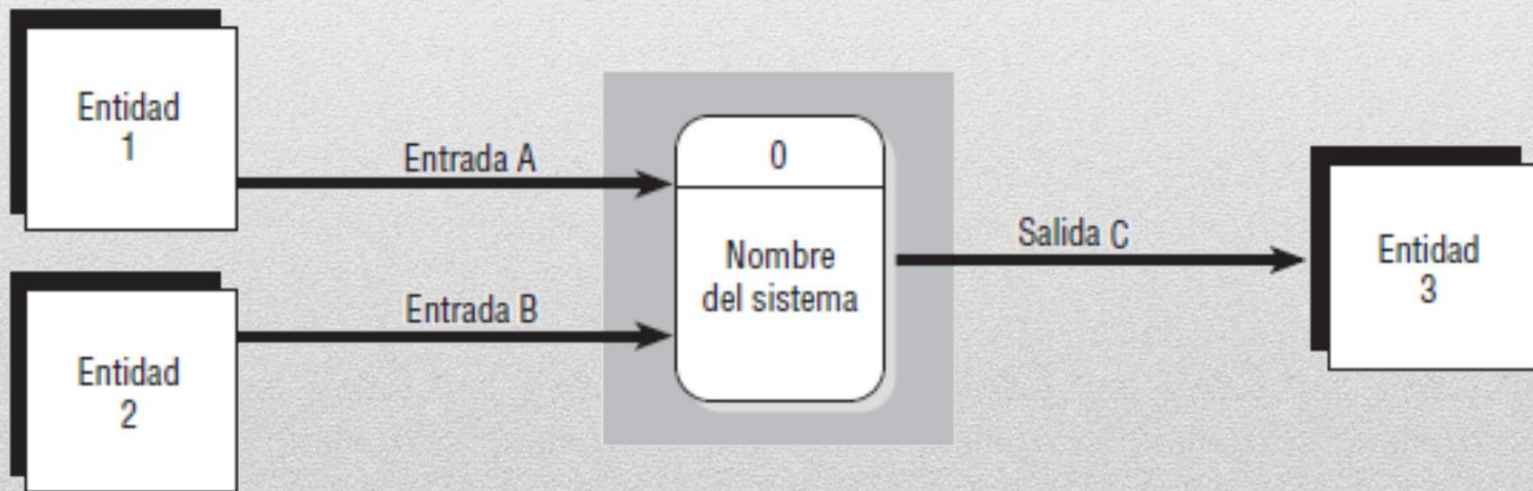 Entidad
1
Entrada A
0
Nombre
del sistema
Salida C
Entidad
3
Entrada B
Entidad
2